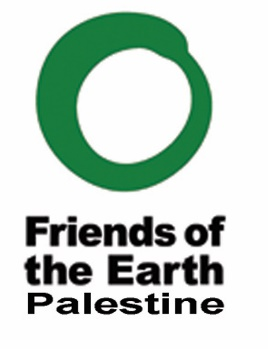 Friends of
the Earth
Palestine